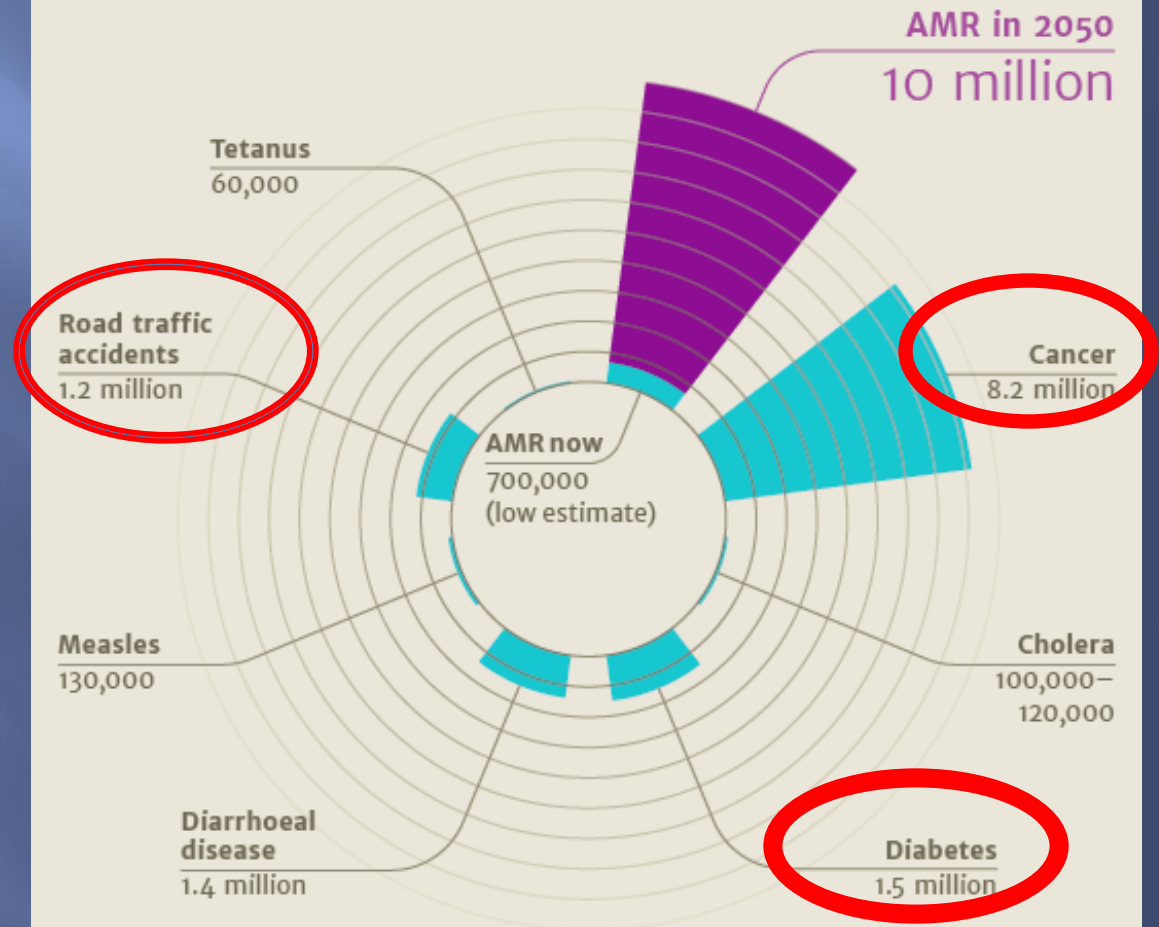 AMR in 2050
10 million
Tetanus
60,000
Road traffic
accidents
1.2 million
Cancer
8.2 million
AMR now
700,000
(low estimate)
Measles
130,000
Cholera
100,000–
120,000
Diarrhoeal
disease
1.4 million
Diabetes
1.5 million